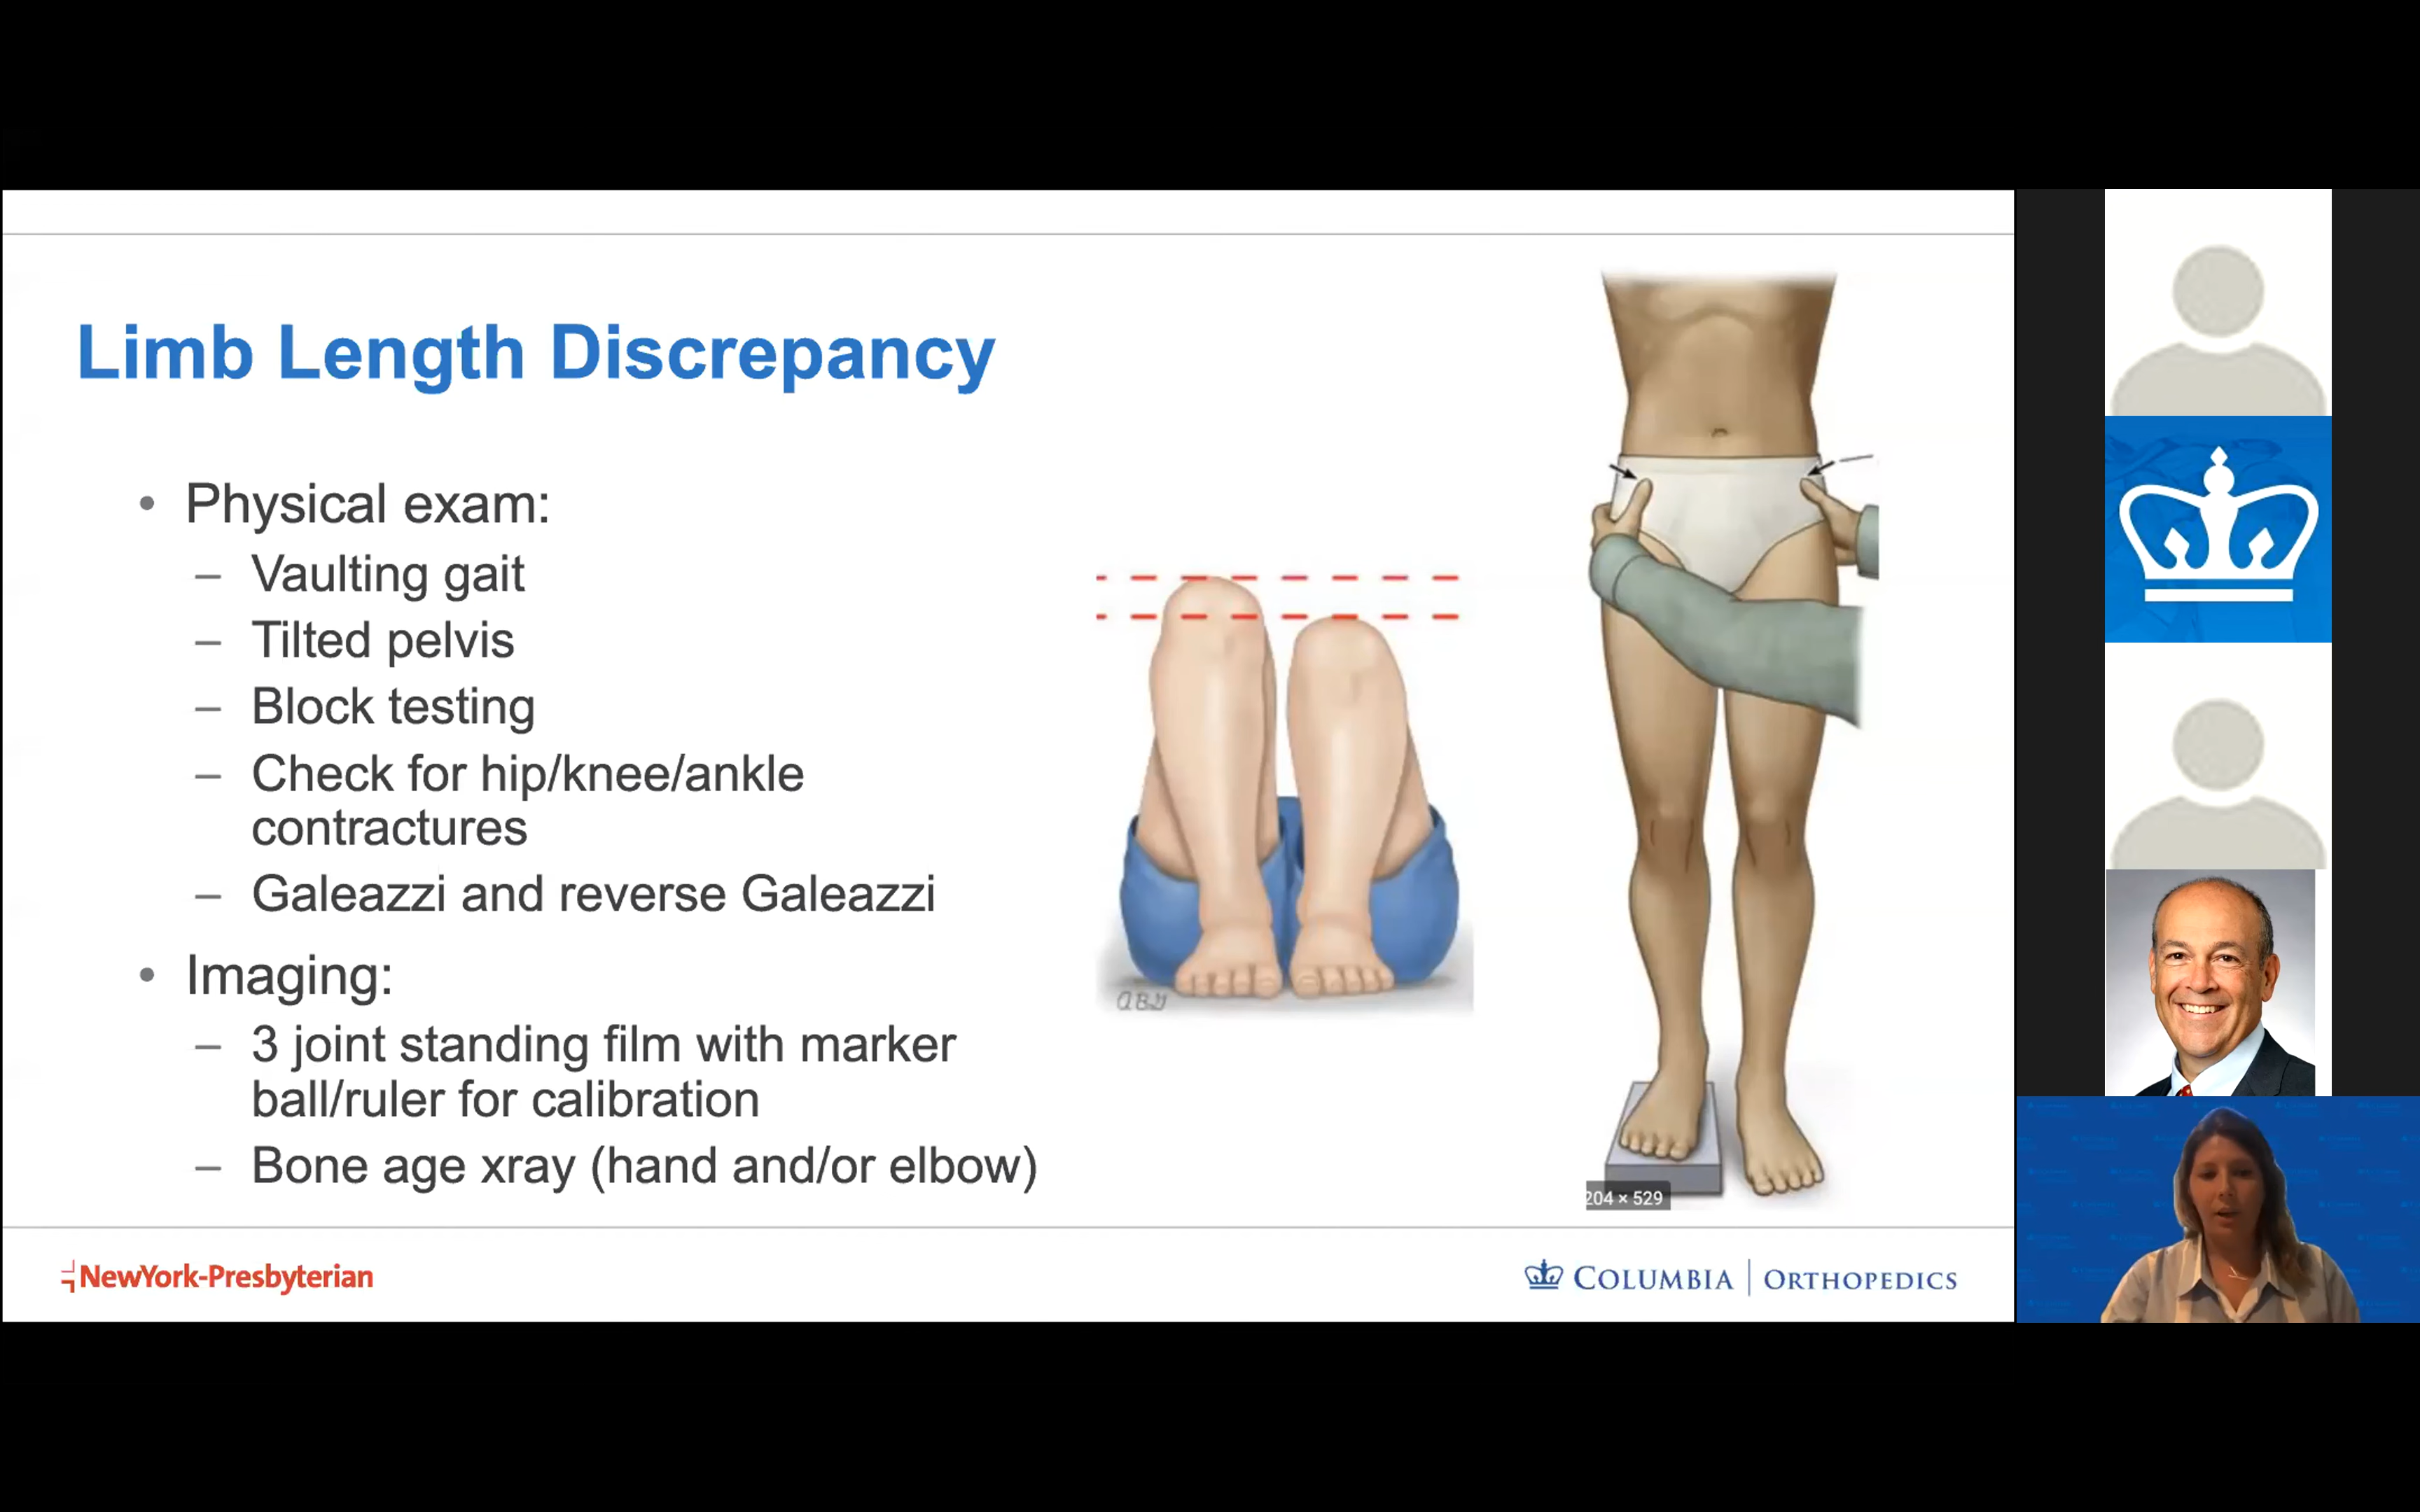 Limb Length Discrepancy
• Physical exam:
– Vaulting gait
– Tilted pelvis
– Block testing
– Check for hip/knee/ankle
contractures
– Galeazzi and reverse Galeazzi
• Imaging:
– 3 joint standing film with marker
ball/ruler for calibration
– Bone age xray (hand and/or elbow)
204 × 529
NewYork-Presbyterian
COLUMBIA | ORTHOPEDICS